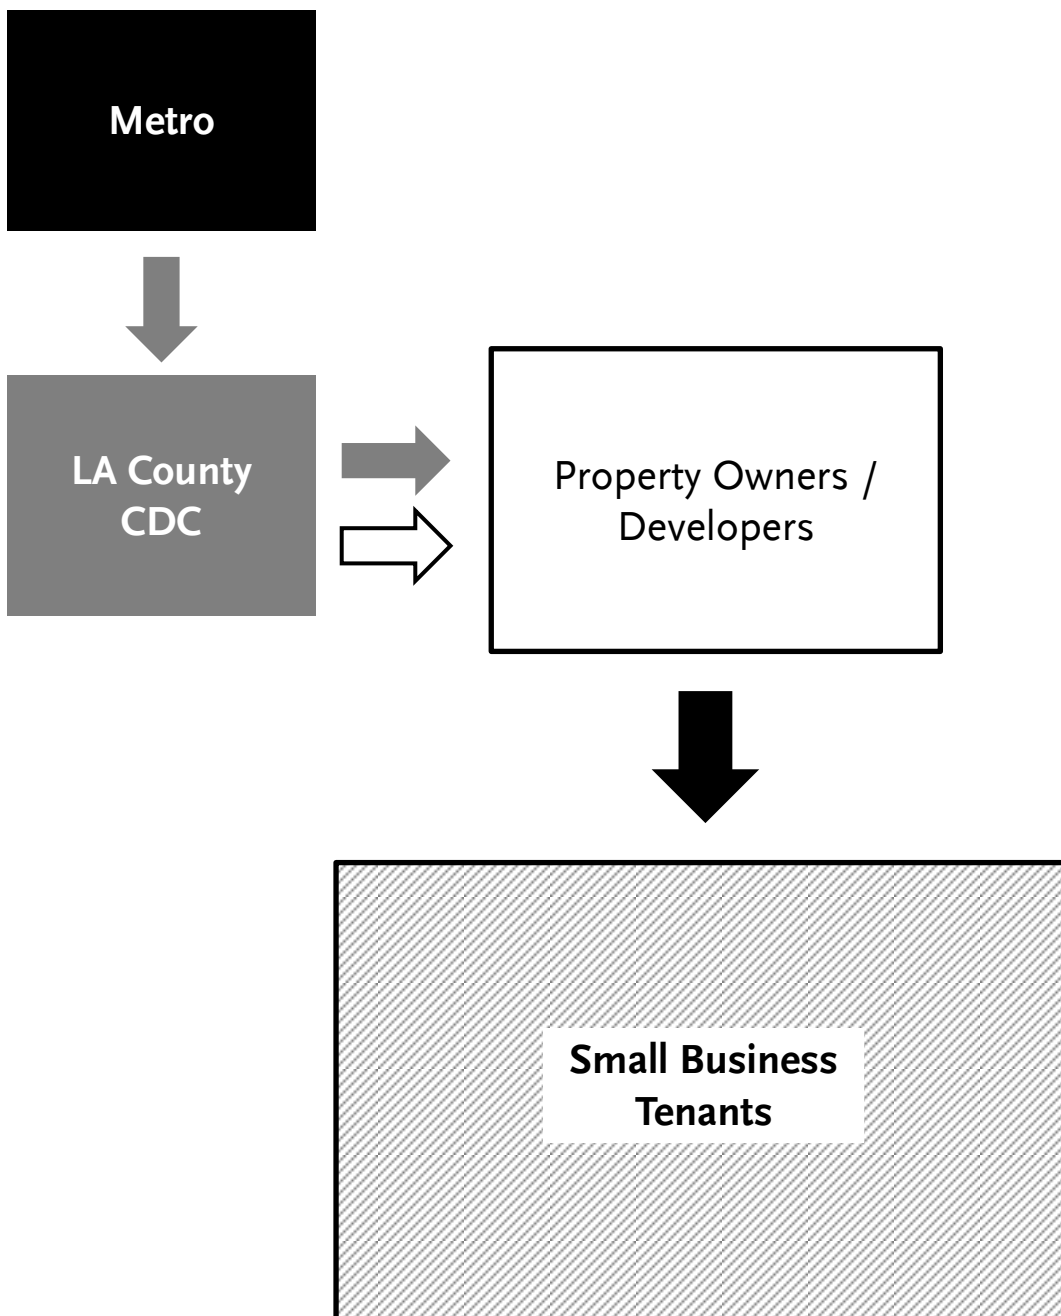 Metro
LA County
CDC
Property Owners /
Developers
Small Business
Tenants